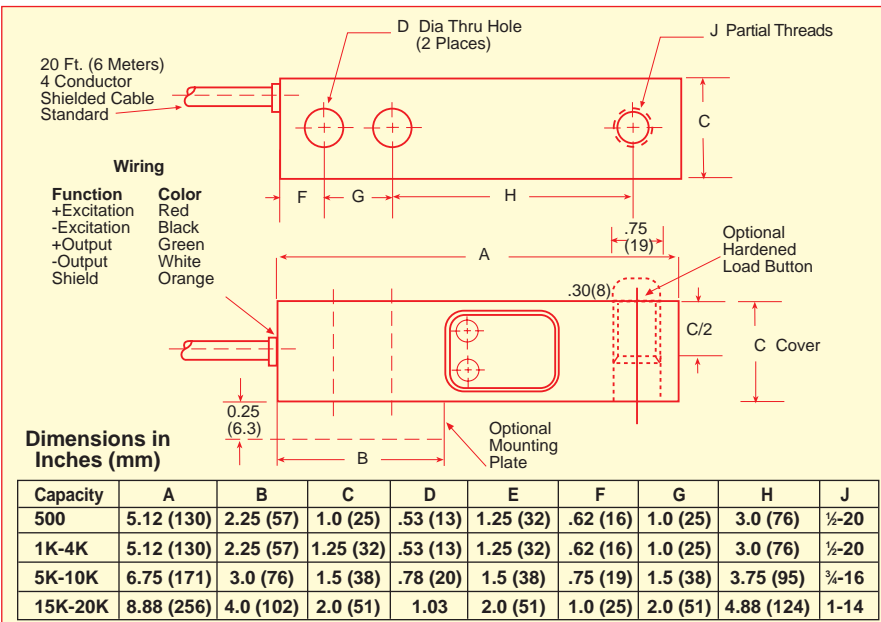 D Dia Thru Hole
(2 Places)
J Partial Threads
20 Ft. (6 Meters)
4 Conductor
Shielded Cable
Standard
C
F
G
H
Wiring
Function Color
+Excitation Red
-Excitation Black
+Output Green
-Output White
Shield Orange
.75
(19)
Optional
Hardened
Load Button
A
.30(8)
C/2
C Cover
0.25
(6.3)
B
Optional
Mounting
Plate
Dimensions in
Inches (mm)
Capacity A B C D E F G H J
500 5.12 (130) 2.25 (57) 1.0 (25) .53 (13) 1.25 (32) .62 (16) 1.0 (25) 3.0 (76) ½-20
1K-4K 5.12 (130) 2.25 (57) 1.25 (32) .53 (13) 1.25 (32) .62 (16) 1.0 (25) 3.0 (76) ½-20
5K-10K 6.75 (171) 3.0 (76) 1.5 (38) .78 (20) 1.5 (38) .75 (19) 1.5 (38) 3.75 (95) ¾-16
15K-20K 8.88 (256) 4.0 (102) 2.0 (51) 1.03 2.0 (51) 1.0 (25) 2.0 (51) 4.88 (124) 1-14